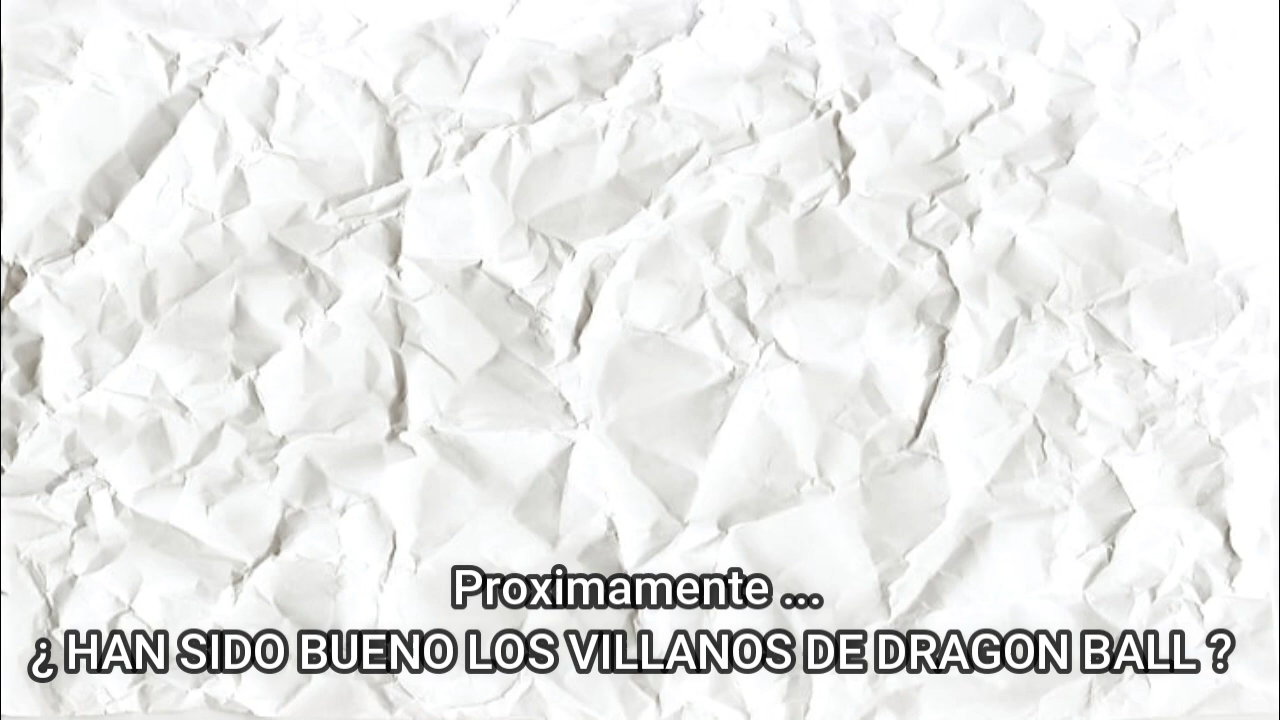 Proximamente ...
¿ HAN SIDO BUENO LOS VILLANOS DE DRAGON BALL ?